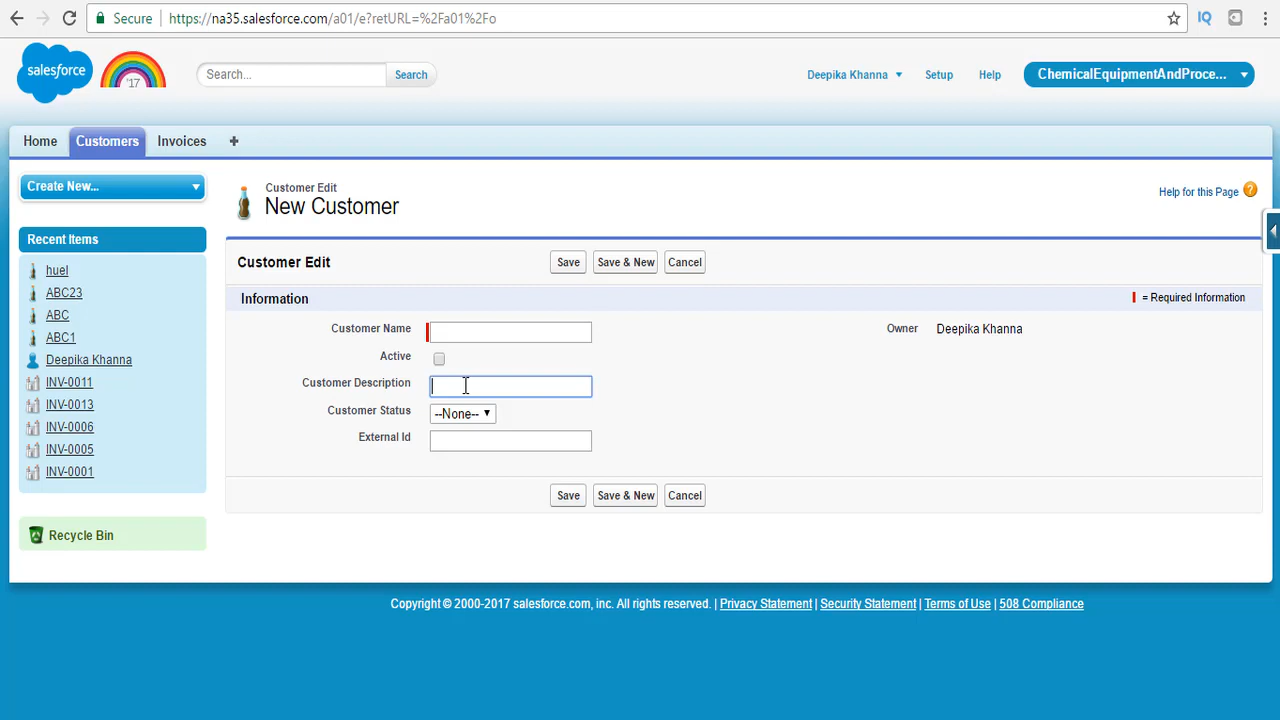 Secure
https://na35.salesforce.com/a01/e?retURL=%2Fa01%2Fo
IQ
salesforce
'17
Search...
Search
Deepika Khanna
Setup
Help
ChemicalEquipmentAndProce...
Home
Customers
Invoices
+
Create New...
Recent Items
huel
ABC23
ABC
ABC1
Deepika Khanna
INV-0011
INV-0013
INV-0006
INV-0005
INV-0001
Recycle Bin
Customer Edit
New Customer
Help for this Page ?
Customer Edit
Save
Save & New
Cancel
Information
= Required Information
Customer Name
Owner
Deepika Khanna
Active
Customer Description
Customer Status
--None--
External Id
Save
Save & New
Cancel
Copyright © 2000-2017 salesforce.com, inc. All rights reserved. | Privacy Statement | Security Statement | Terms of Use | 508 Compliance